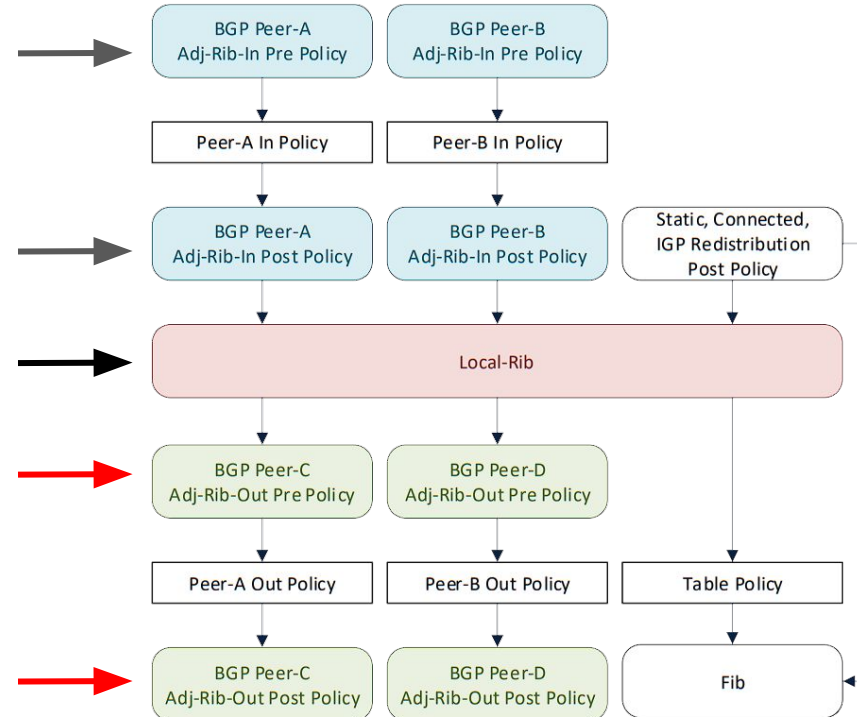 BGP Peer-A
Adj-Rib-In Pre Policy
BGP Peer-B
Adj-Rib-In Pre Policy
Peer-A In Policy
Peer-B In Policy
BGP Peer-A
Adj-Rib-In Post Policy
BGP Peer-B
Adj-Rib-In Post Policy
Static, Connected,
IGP Redistribution
Post Policy
Local-Rib
BGP Peer-C
Adj-Rib-Out Pre Policy
BGP Peer-D
Adj-Rib-Out Pre Policy
Peer-A Out Policy
Peer-B Out Policy
Table Policy
BGP Peer-C
Adj-Rib-Out Post Policy
BGP Peer-D
Adj-Rib-Out Post Policy
Fib